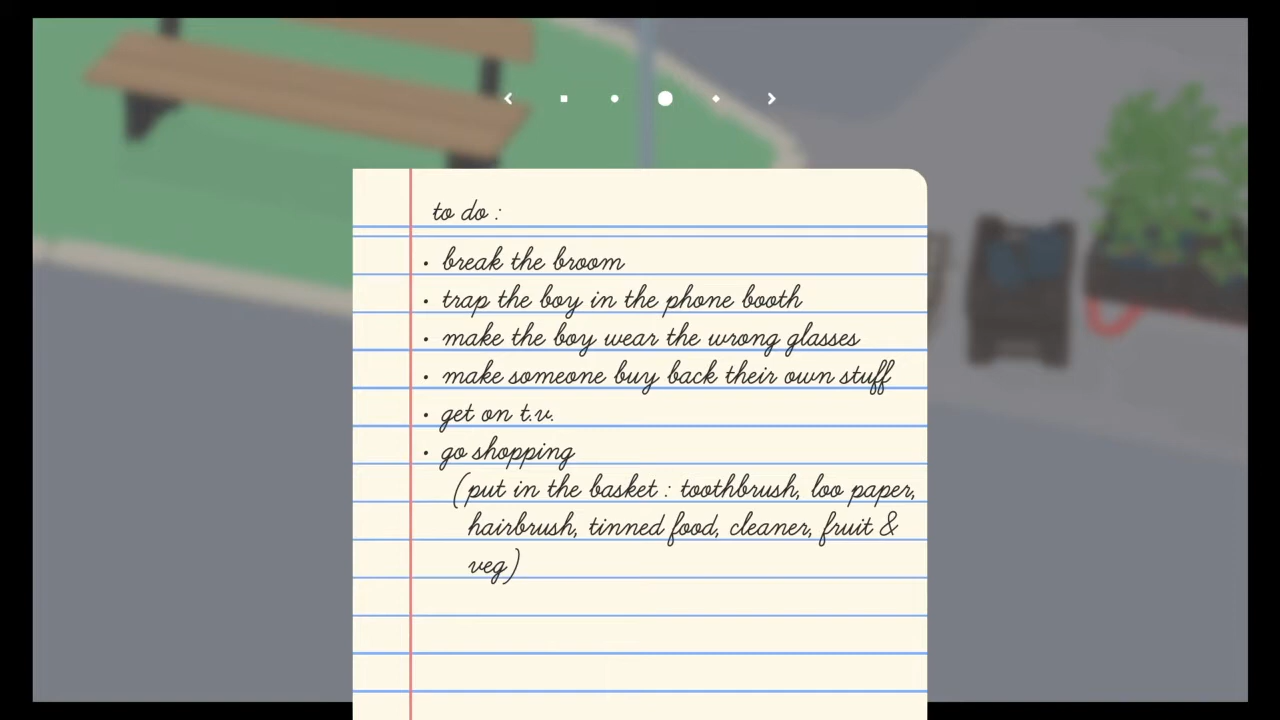 to do :
• break the broom
• trap the boy in the phone booth
• make the boy wear the wrong glasses
• make someone buy back their own stuff
• get on t.v.
• go shopping
(put in the basket : toothbrush, loo paper,
hairbrush, tinned food, cleaner, fruit &
veg)